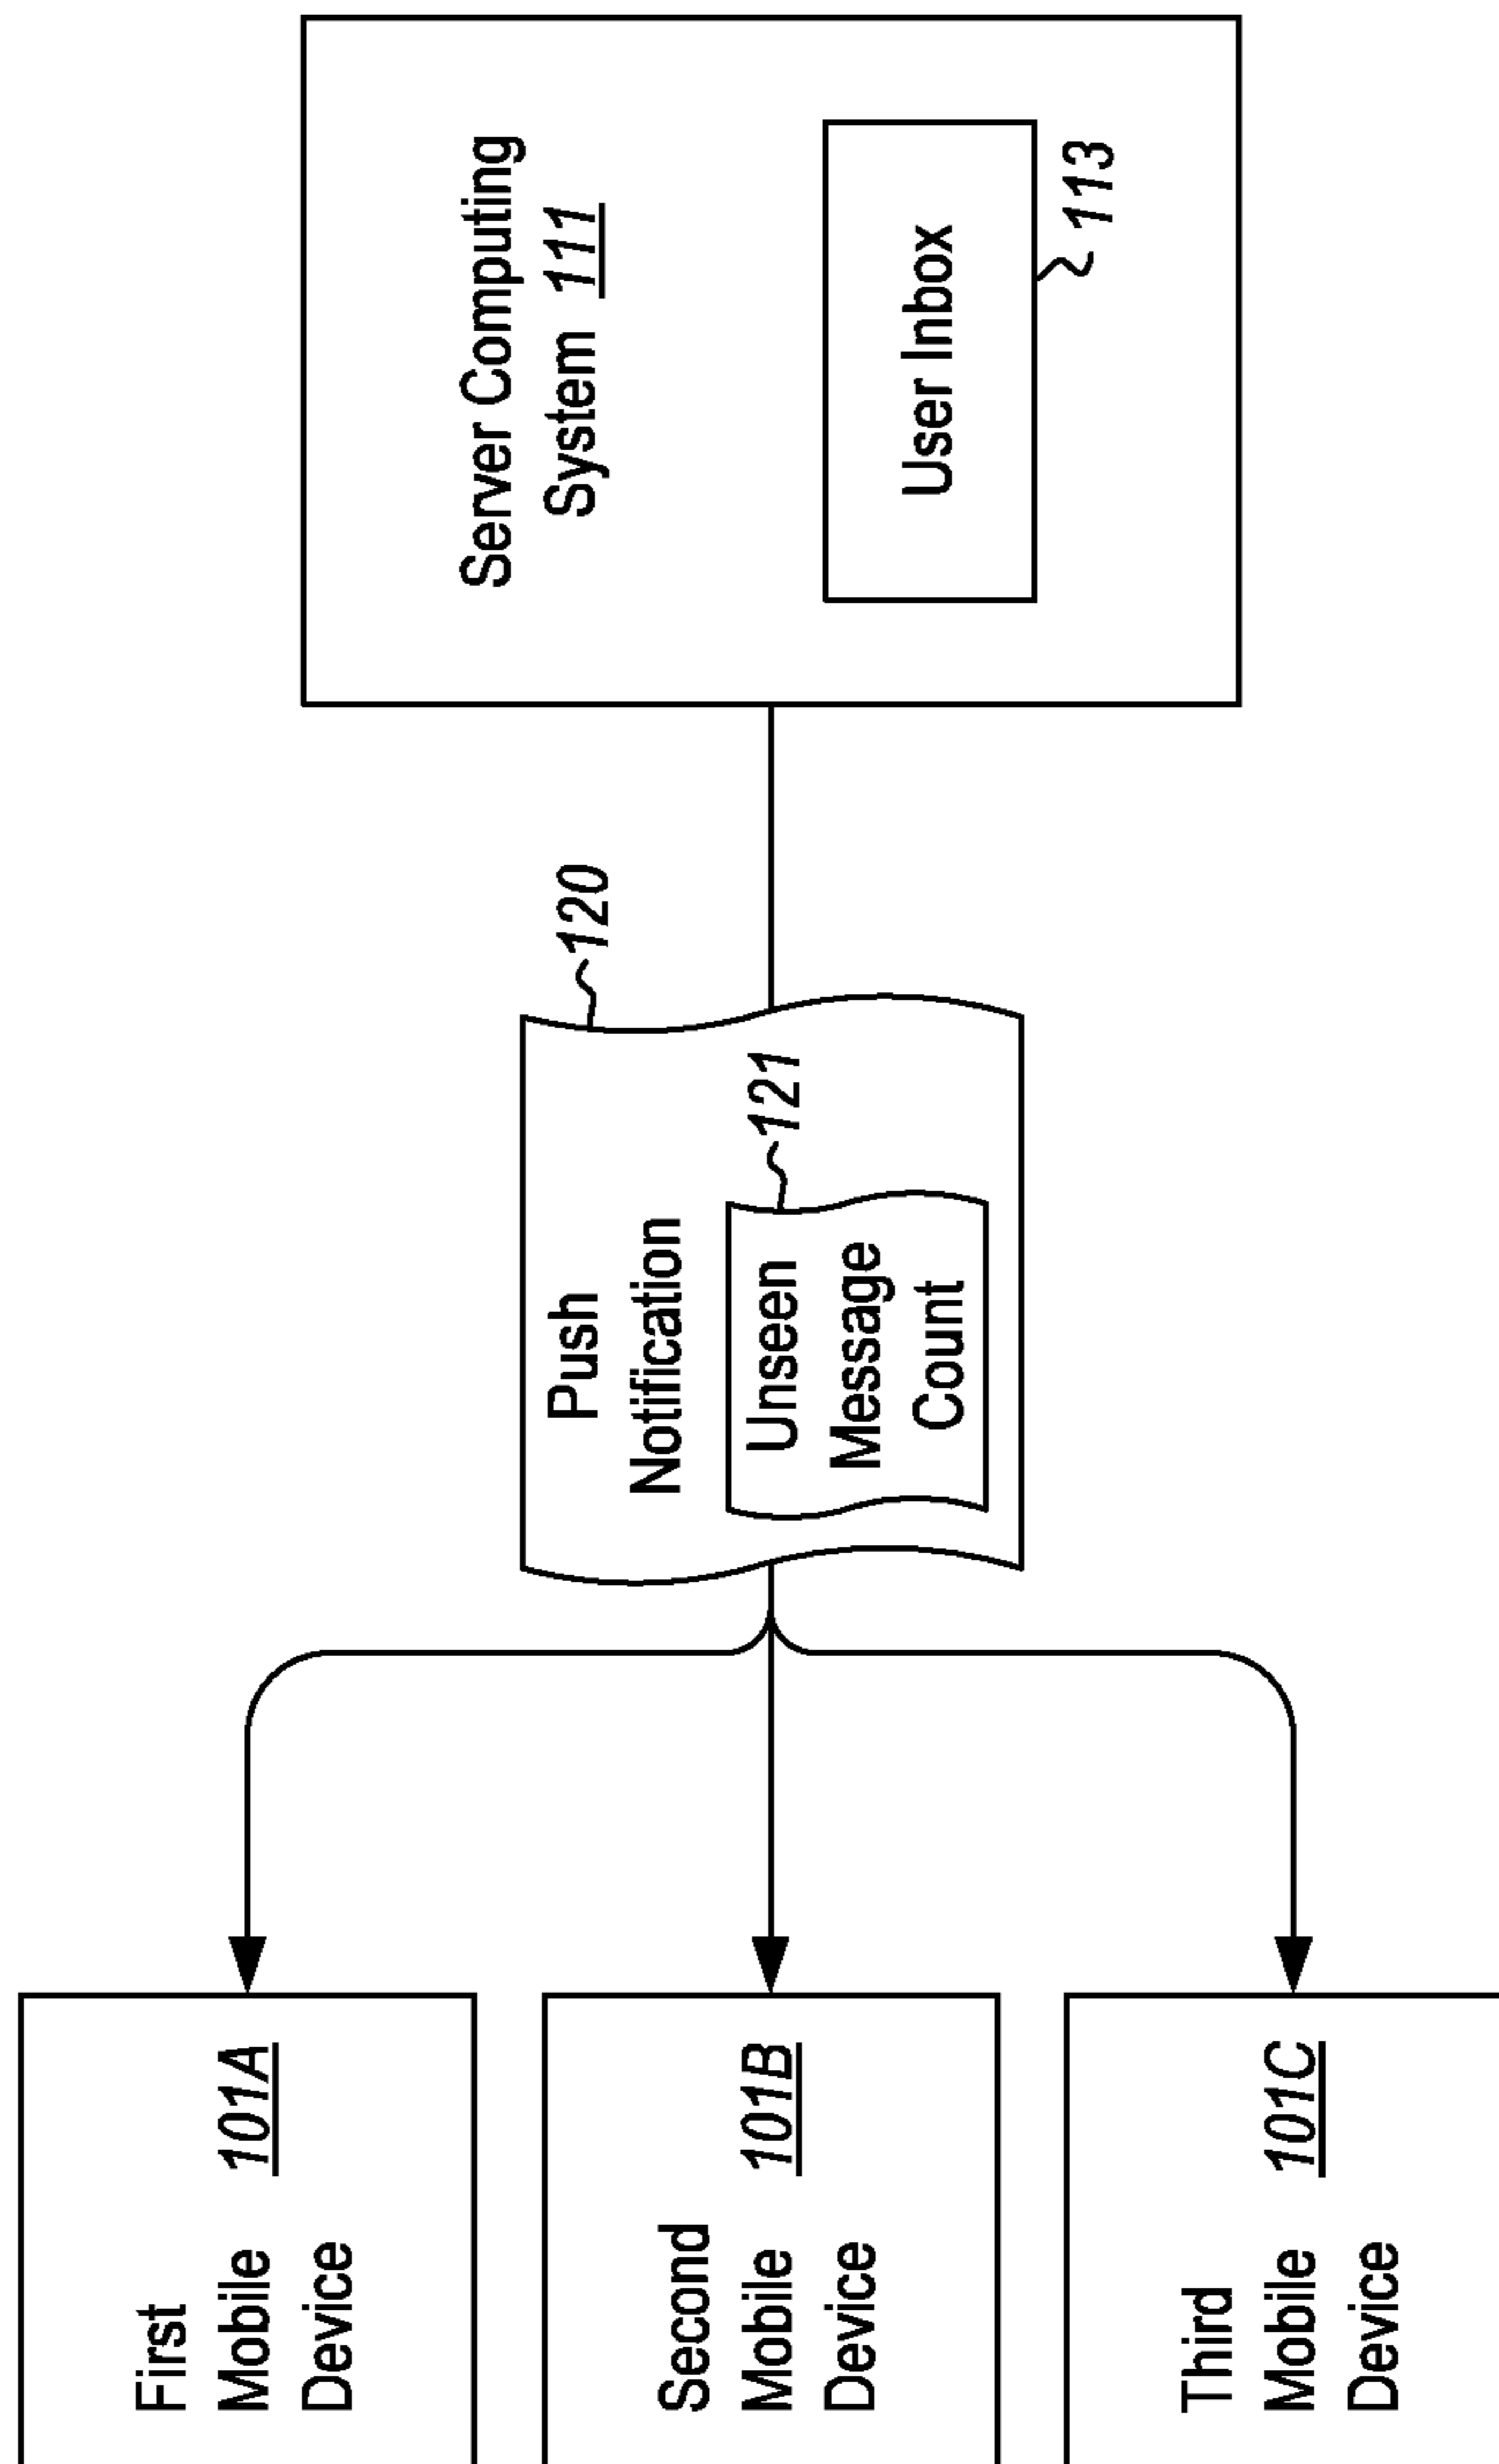 First
Mobile 101A
Device
Second
Mobile 101B
Device
Third
Mobile 101C
Device
Push
Notification
120
Unseen
Message
Count
121
Server Computing
System 111
User Inbox
113